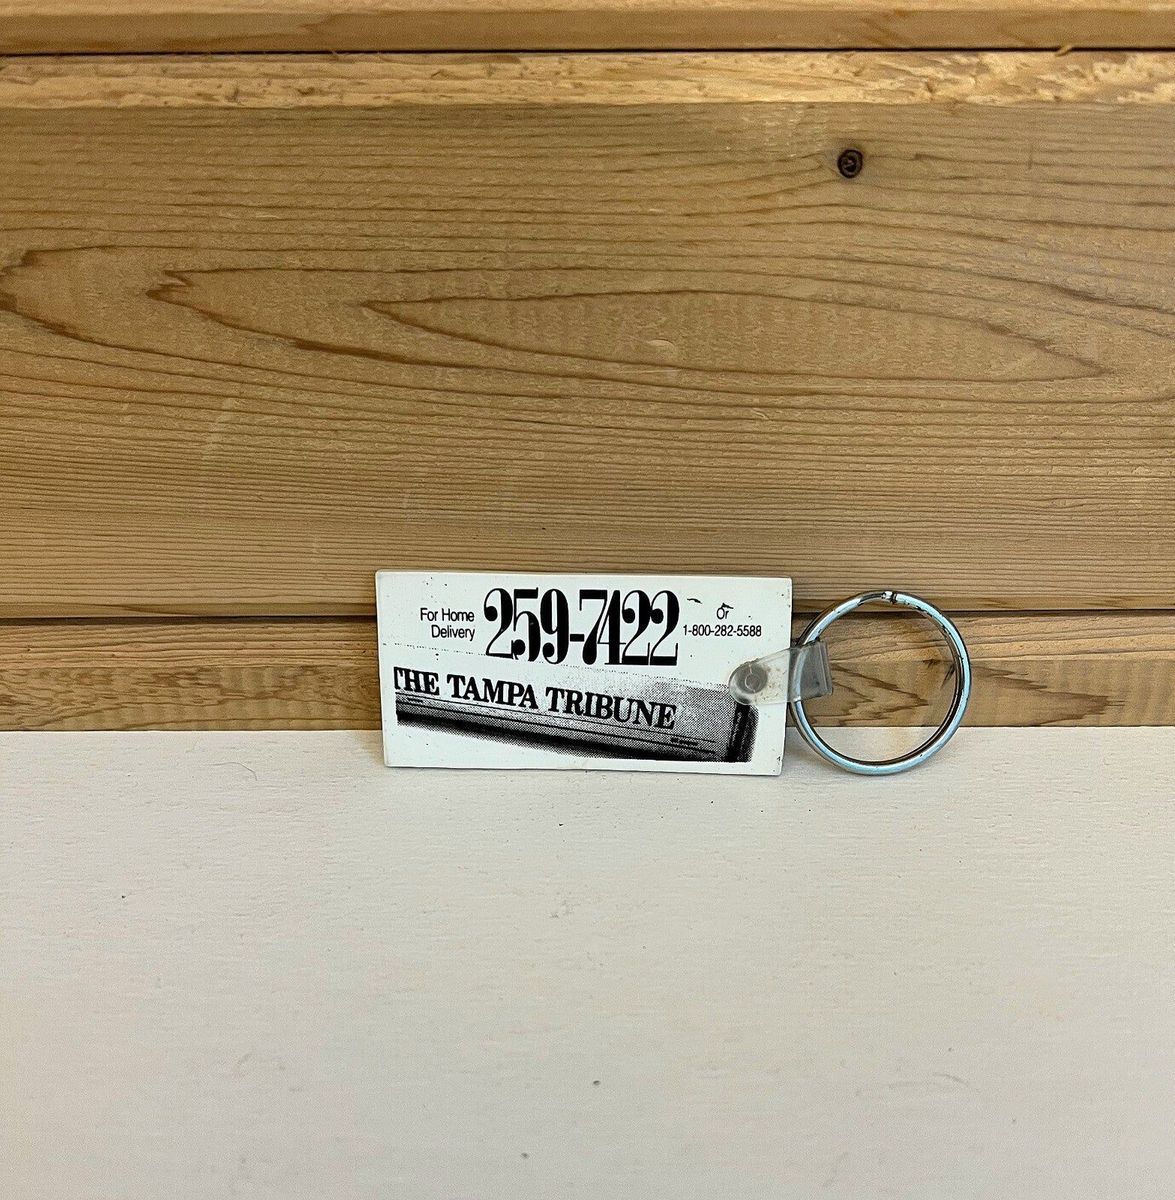 For Home
Delivery
259-7422
Or
1-800-282-5588
THE TAMPA TRIBUNE